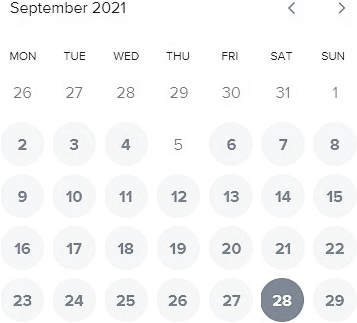 September 2021
MON TUE WED THU FRI SAT SUN
26 27 28 29 30 31 1
2 3 4 5 6 7 8
9 10 11 12 13 14 15
16 17 18 19 20 21 22
23 24 25 26 27 28 29